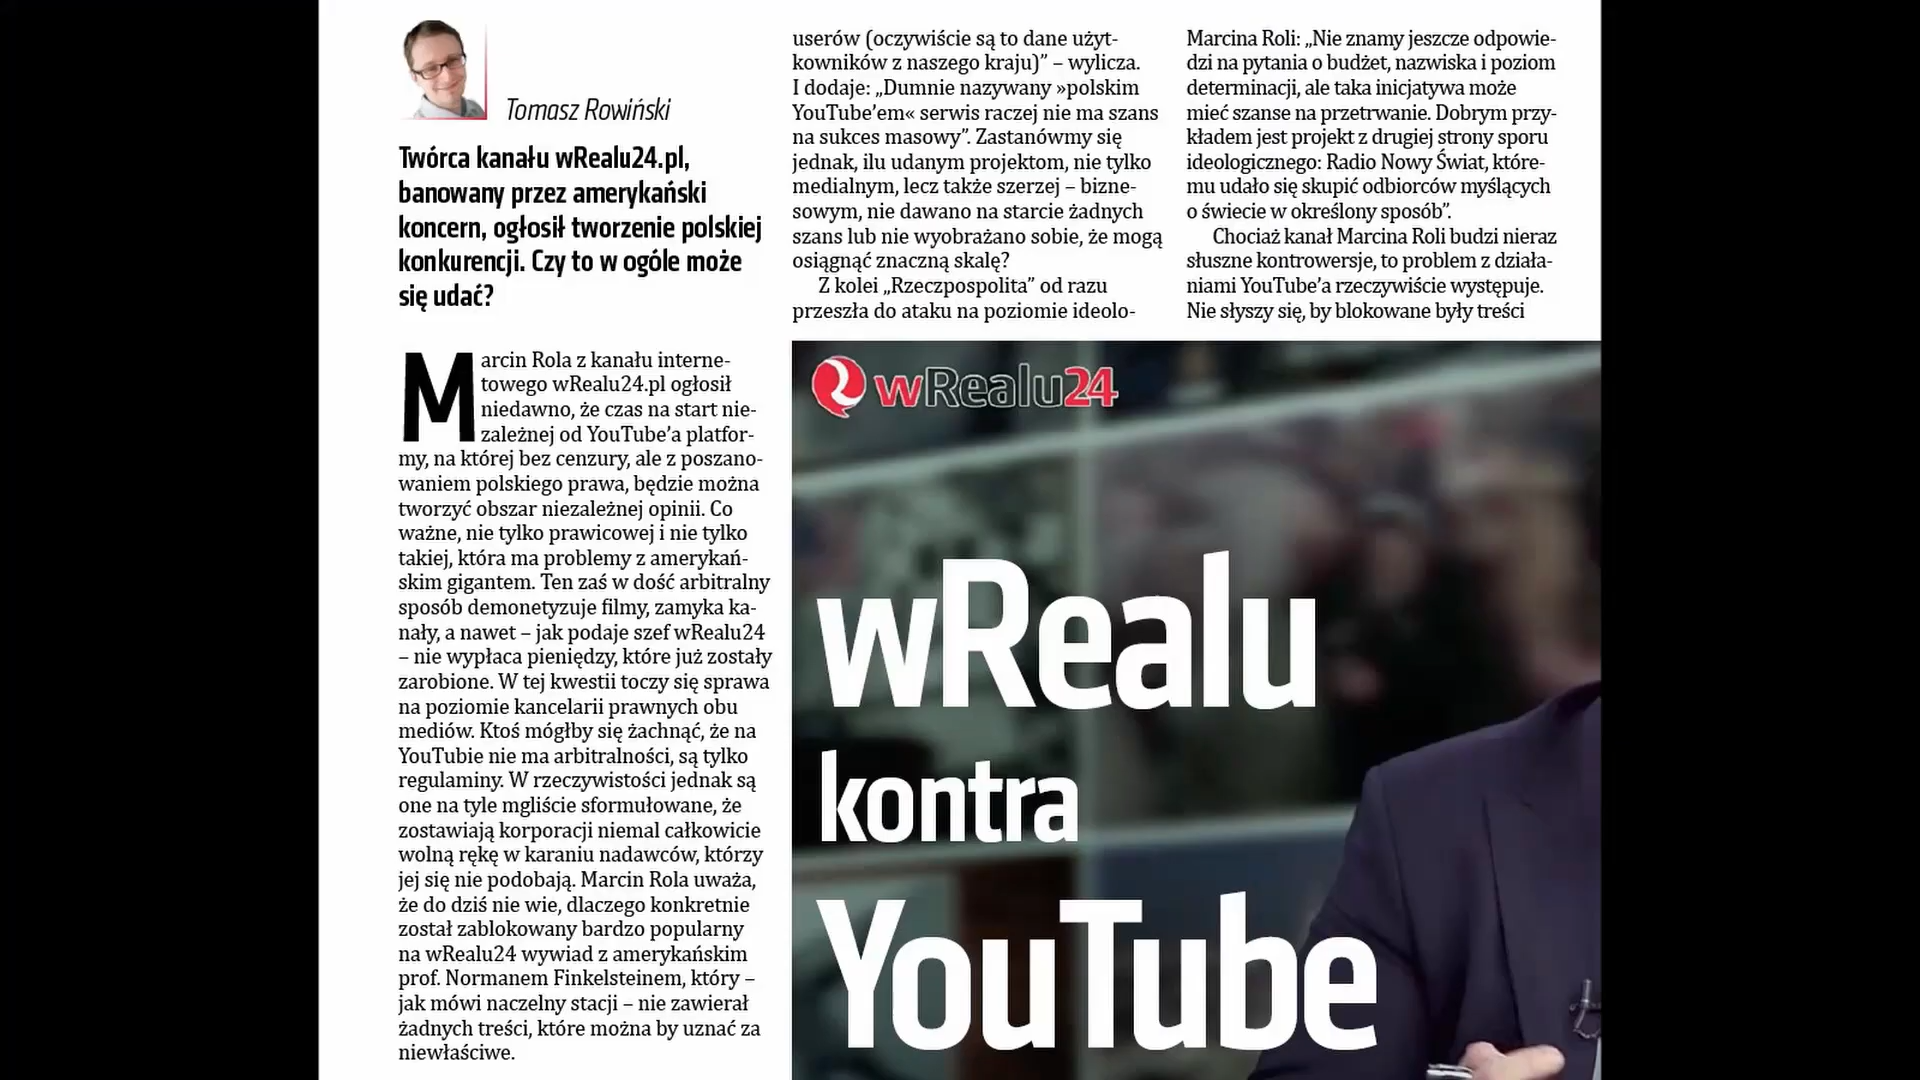 Tomasz Rowiński
Twórca kanału wRealu24.pl,
banowany przez amerykański
koncern, ogłosił tworzenie polskiej
konkurencji. Czy to w ogóle może
się udać?
Marcin Rola z kanału interne-
towego wRealu24.pl ogłosił
niedawno, że czas na start nie-
zależnej od YouTube’a platfor-
my, na której bez cenzury, ale z poszano-
waniem polskiego prawa, będzie można
tworzyć obszar niezależnej opinii. Co
ważne, nie tylko prawicowej i nie tylko
takiej, która ma problemy z amerykań-
skim gigantem. Ten zaś w dość arbitralny
sposób demonetyzuje filmy, zamyka ka-
nały, a nawet – jak podaje szef wRealu24
– nie wypłaca pieniędzy, które już zostały
zarobione. W tej kwestii toczy się sprawa
na poziomie kancelarii prawnych obu
mediów. Ktoś mógłby się żachnąć, że na
YouTubie nie ma arbitralności, są tylko
regulaminy. W rzeczywistości jednak są
one na tyle mgliście sformułowane, że
zostawiają korporacji niemal całkowicie
wolną rękę w karaniu nadawców, którzy
jej się nie podobają. Marcin Rola uważa,
że do dziś nie wie, dlaczego konkretnie
został zablokowany bardzo popularny
na wRealu24 wywiad z amerykańskim
prof. Normanem Finkelsteinem, który –
jak mówi naczelny stacji – nie zawierał
żadnych treści, które można by uznać za
niewłaściwe.
userów (oczywiście są to dane użyt-
kowników z naszego kraju)” – wylicza.
I dodaje: „Dumnie nazywany »polskim
YouTube’em« serwis raczej nie ma szans
na sukces masowy”. Zastanówmy się
jednak, ilu udanym projektom, nie tylko
medialnym, lecz także szerzej – bizne-
sowym, nie dawano na starcie żadnych
szans lub nie wyobrażano sobie, że mogą
osiągnąć znaczną skalę?
Z kolei „Rzeczpospolita” od razu
przeszła do ataku na poziomie ideolo-
Marcina Roli: „Nie znamy jeszcze odpowie-
dzi na pytania o budżet, nazwiska i poziom
determinacji, ale taka inicjatywa może
mieć szanse na przetrwanie. Dobrym przy-
kładem jest projekt z drugiej strony sporu
ideologicznego: Radio Nowy Świat, które-
mu udało się skupić odbiorców myślących
o świecie w określony sposób”.
Chociaż kanał Marcina Roli budzi nieraz
słuszne kontrowersje, to problem z działa-
niami YouTube’a rzeczywiście występuje.
Nie słyszy się, by blokowane były treści
wRealu24
wRealu
kontra
YouTube